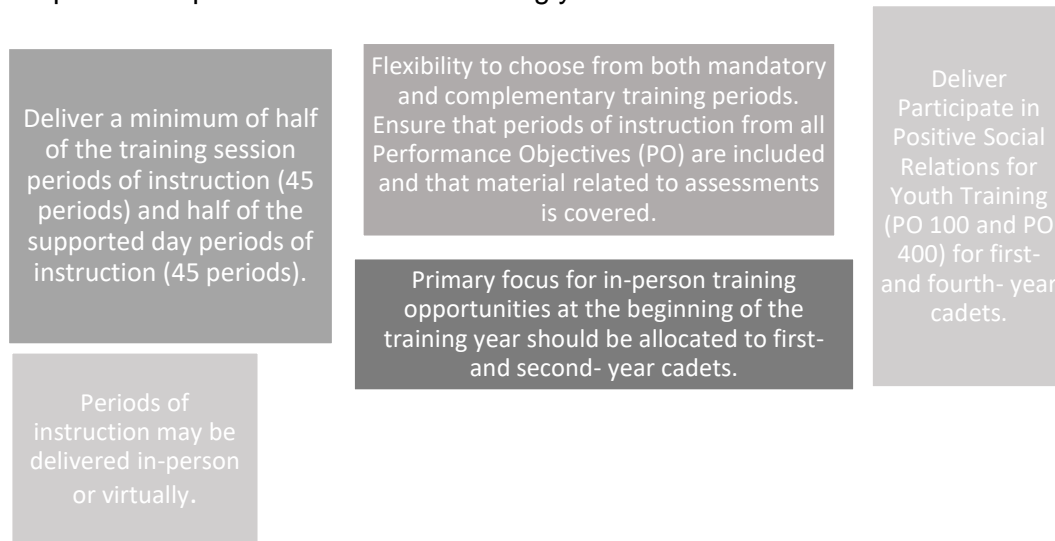 Deliver a minimum of half
of the training session
periods of instruction (45
periods) and half of the
supported day periods of
instruction (45 periods).
Flexibility to choose from both mandatory
and complementary training periods.
Ensure that periods of instruction from all
Performance Objectives (PO) are included
and that material related to assessments
is covered.
Deliver
Participate in
Positive Social
Relations for
Youth Training
(PO 100 and PO
400) for first-
and fourth- year
cadets.
Primary focus for in-person training
opportunities at the beginning of the
training year should be allocated to first-
and second- year cadets.
Periods of
instruction may be
delivered in-person
or virtually.